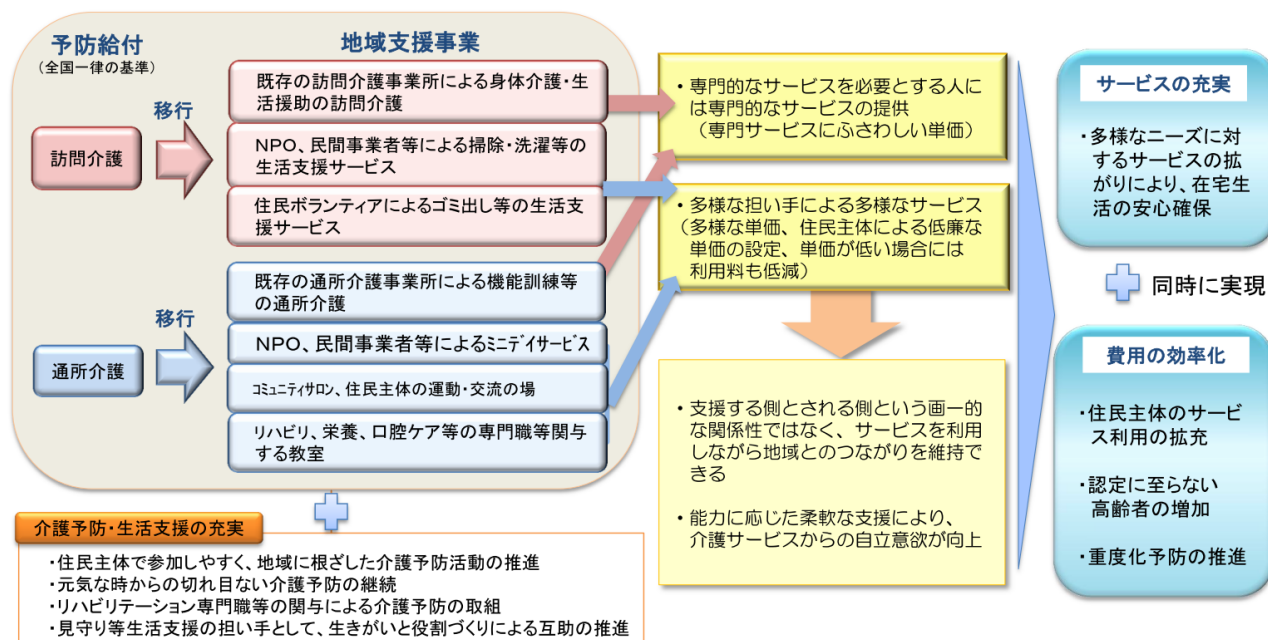 予防給付
(全国一律の基準)
地域支援事業
移行
訪問介護
既存の訪問介護事業所による身体介護・生
活援助の訪問介護
NPO、民間事業者等による掃除・洗濯等の
生活支援サービス
住民ボランティアによるゴミ出し等の生活支
援サービス
移行
通所介護
既存の通所介護事業所による機能訓練等
の通所介護
NPO、民間事業者等によるミニデイサービス
コミュニティサロン、住民主体の運動・交流の場
リハビリ、栄養、口腔ケア等の専門職等関与
する教室
介護予防・生活支援の充実
・住民主体で参加しやすく、地域に根ざした介護予防活動の推進
・元気な時からの切れ目ない介護予防の継続
・リハビリテーション専門職等の関与による介護予防の取組
・見守り等生活支援の担い手として、生きがいと役割づくりによる互助の推進
・専門的なサービスを必要とする人に
は専門的なサービスの提供
(専門サービスにふさわしい単価)
・多様な担い手による多様なサービス
(多様な単価、住民主体による低廉な
単価の設定、単価が低い場合には
利用料も低減)
・支援する側とされる側という画一的
な関係性ではなく、サービスを利用
しながら地域とのつながりを維持で
きる
・能力に応じた柔軟な支援により、
介護サービスからの自立意欲が向上
サービスの充実
・多様なニーズに対
するサービスの拡
がりにより、在宅生
活の安心確保
同時に実現
費用の効率化
・住民主体のサービ
ス利用の拡充
・認定に至らない
高齢者の増加
・重度化予防の推進